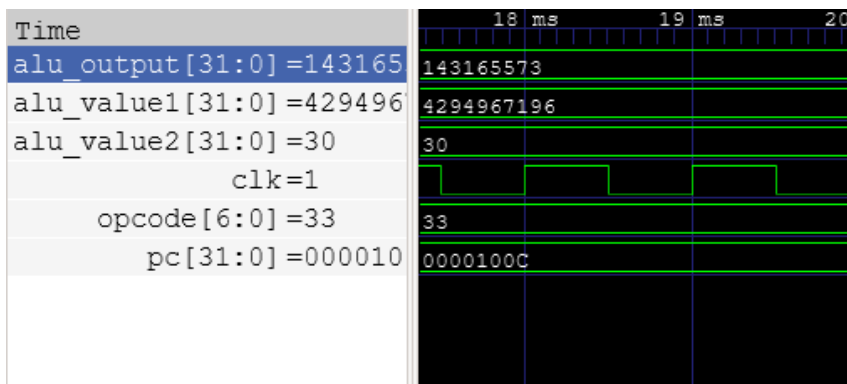 Time
18 ms 19 ms 20
alu_output[31:0]=143165 143165573
alu_value1[31:0]=429496 4294967196
alu_value2[31:0]=30 30
clk=1
opcode[6:0]=33 33
pc[31:0]=000010 0000100C